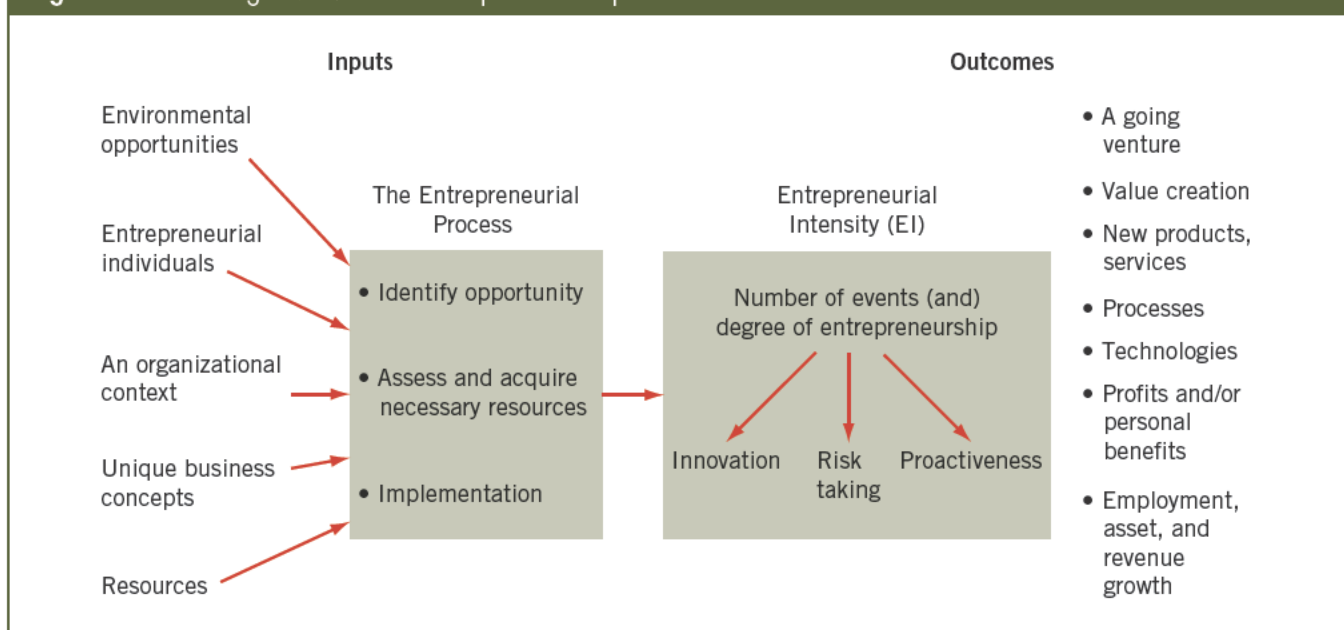 Inputs
Outcomes
Environmental
opportunities
Entrepreneurial
individuals
An organizational
context
Unique business
concepts
Resources
The Entrepreneurial
Process
• Identify opportunity
• Assess and acquire
necessary resources
• Implementation
Entrepreneurial
Intensity (EI)
Number of events (and)
degree of entrepreneurship
Innovation
Risk
taking
Proactiveness
• A going
venture
• Value creation
• New products,
services
• Processes
• Technologies
• Profits and/or
personal
benefits
• Employment,
asset, and
revenue
growth